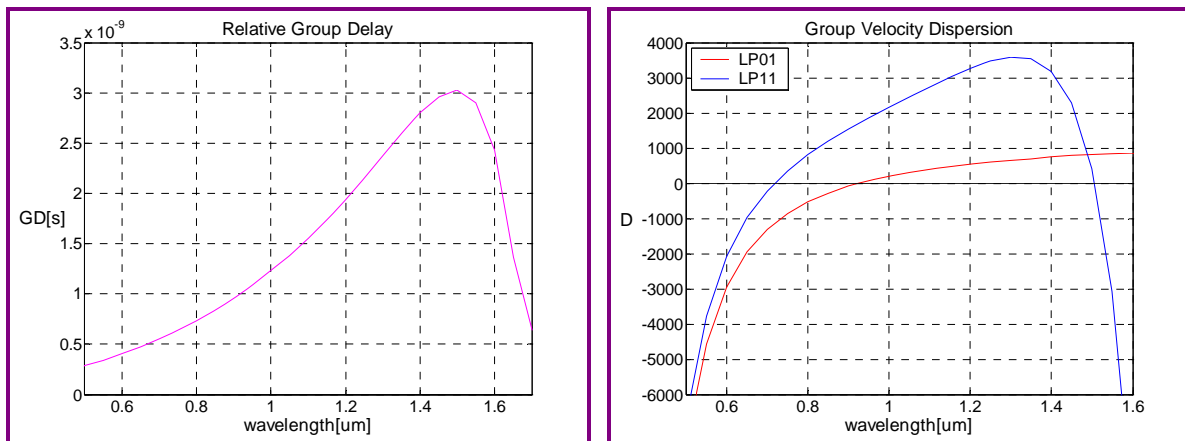 Relative Group Delay
x 10^-9
3.5
3
2.5
2
1.5
1
0.5
0
GD[s]
0.6 0.8 1 1.2 1.4 1.6
wavelength[um]
Group Velocity Dispersion
LP01
LP11
4000
3000
2000
1000
0
-1000
-2000
-3000
-4000
-5000
-6000
D
0.6 0.8 1 1.2 1.4 1.6
wavelength[um]